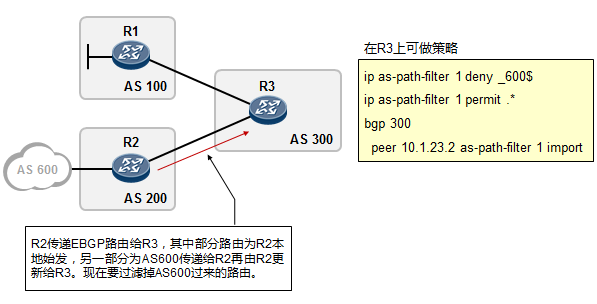 R1
AS 100
R3
AS 300
R2
AS 200
AS 600
在R3上可做策略
ip as-path-filter 1 deny _600$
ip as-path-filter 1 permit .*
bgp 300
peer 10.1.23.2 as-path-filter 1 import
R2传递EBGP路由给R3，其中部分路由为R2本
地始发，另一部分为AS600传递给R2再由R2更
新给R3。现在要过滤掉AS600过来的路由。